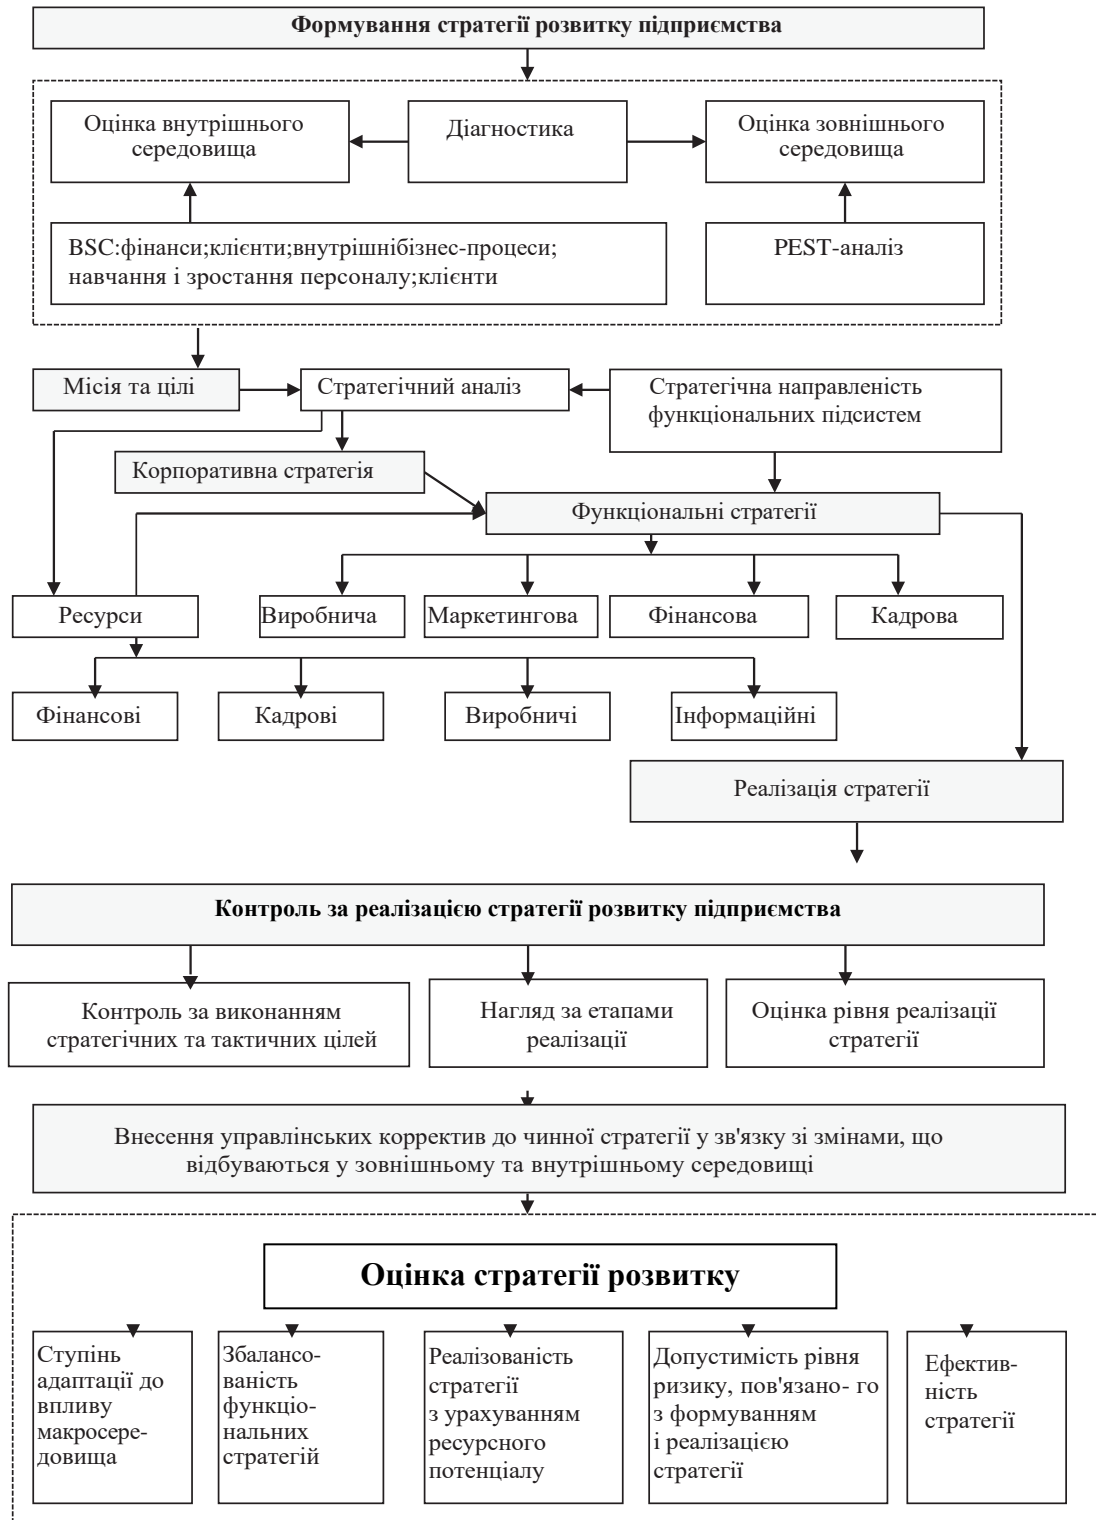 Формування стратегії розвитку підприємства
Оцінка внутрішнього
середовища
Діагностика
Оцінка зовнішнього
середовища
BSC:фінанси;клієнти;внутрішнібізнес-процеси;
навчання і зростання персоналу;клієнти
PEST-аналіз
Місія та цілі
Стратегічний аналіз
Стратегічна направленість
функціональних підсистем
Корпоративна стратегія
Функціональні стратегії
Ресурси
Виробнича
Маркетингова
Фінансова
Кадрова
Фінансові
Кадрові
Виробничі
Інформаційні
Реалізація стратегії
Контроль за реалізацією стратегії розвитку підприємства
Контроль за виконанням
стратегічних та тактичних цілей
Нагляд за етапами
реалізації
Оцінка рівня реалізації
стратегії
Внесення управлінських корректив до чинної стратегії у зв'язку зі змінами, що
відбуваються у зовнішньому та внутрішньому середовищі
Оцінка стратегії розвитку
Ступінь
адаптації до
впливу
макросере-
довища
Збалансо-
ваність
функціо-
нальних
стратегій
Реалізованість
стратегії
з урахуванням
ресурсного
потенціалу
Допустимість рівня
ризику, пов'язано- го
з формуванням
і реалізацією
стратегії
Ефектив-
ність
стратегії